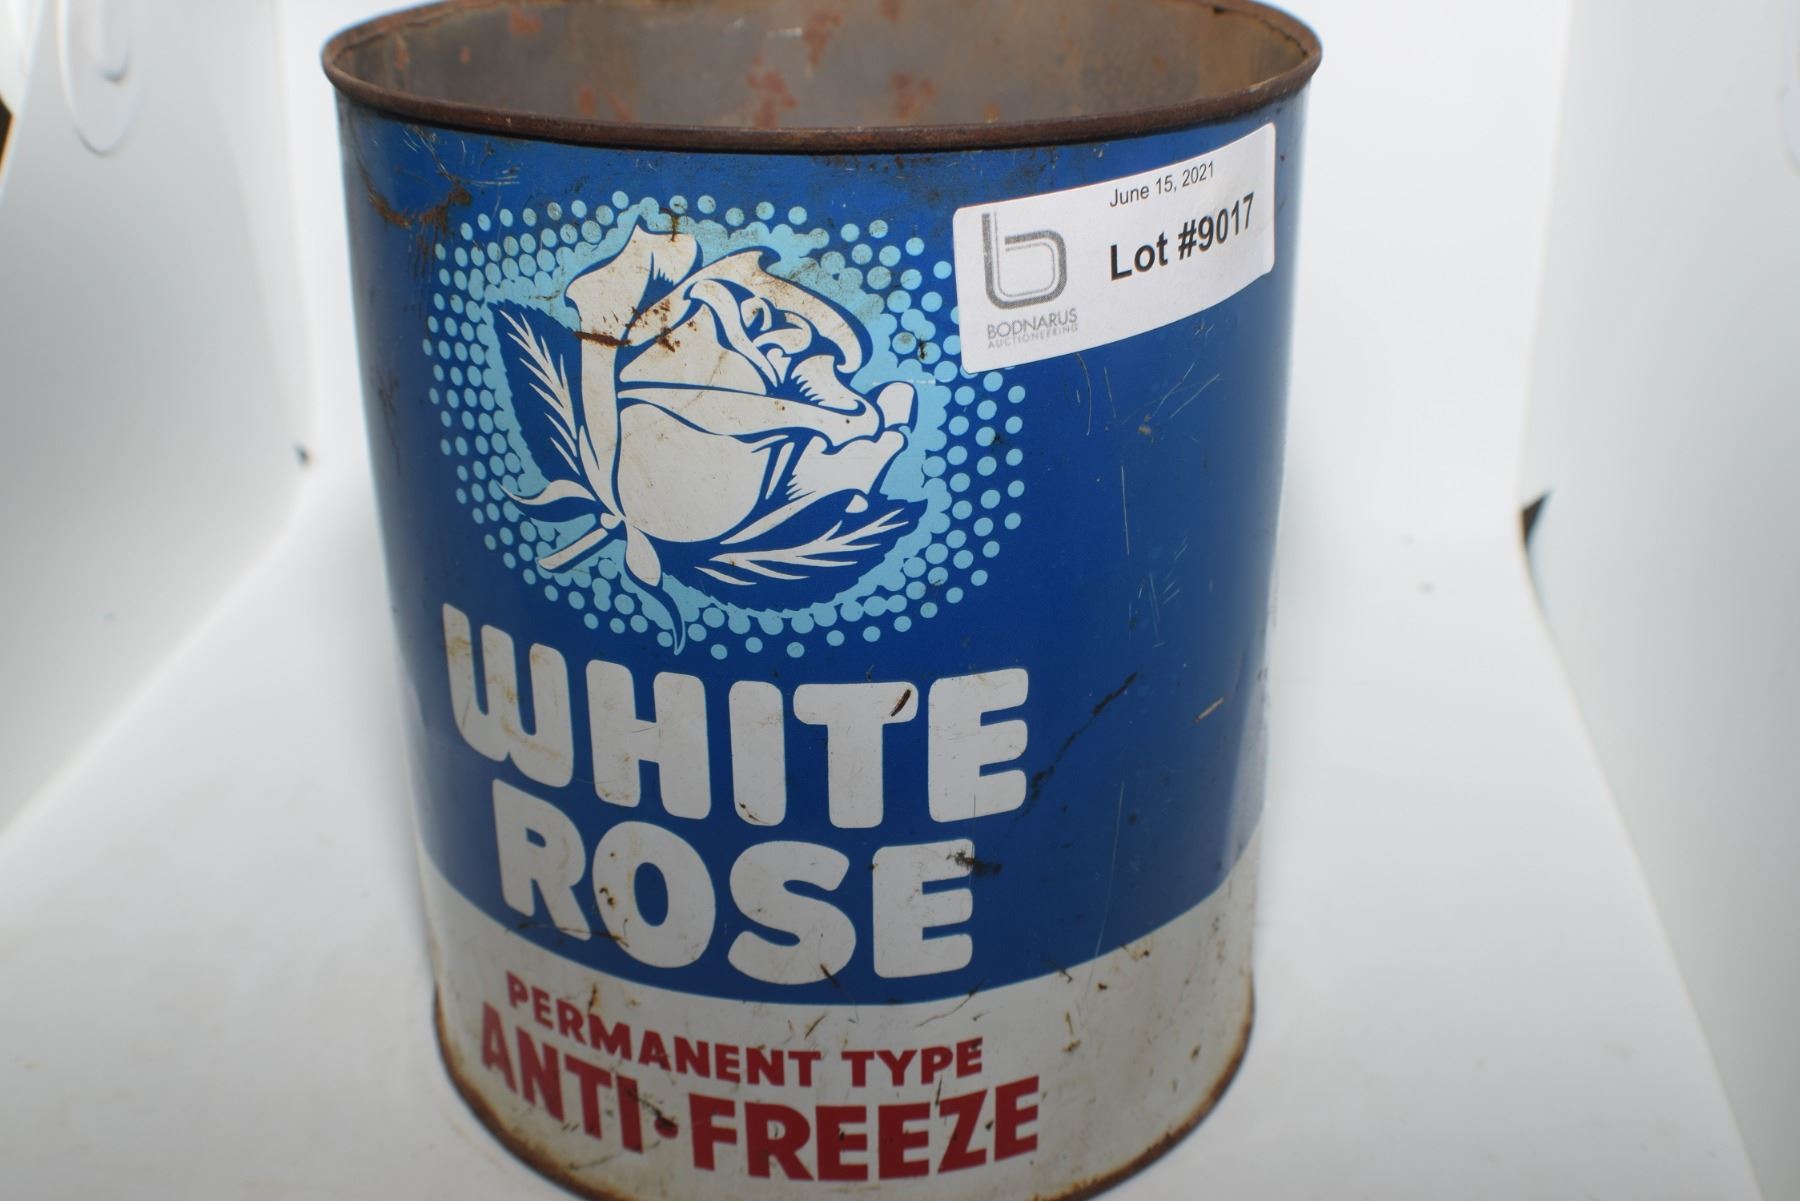 June 15, 2021
Lot #9017
b
BODNARUS
AUCTIONEERING
WHITE
ROSE
PERMANENT TYPE
ANTI-FREEZE